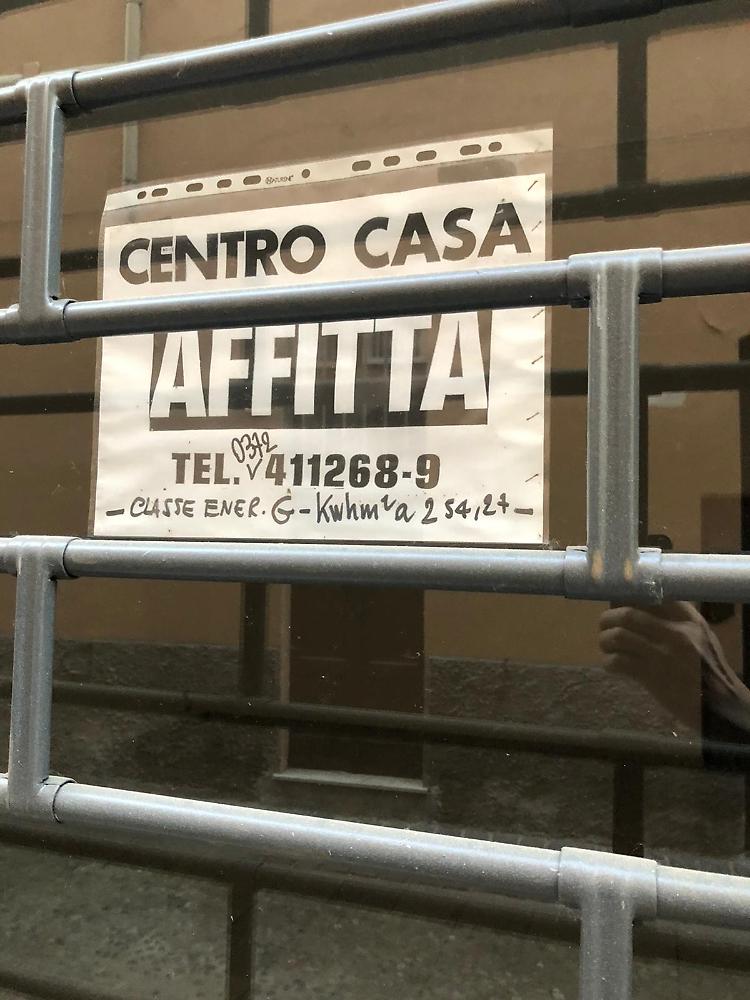 CENTRO CASA
AFFITTA
TEL. 0372 411268-9
- CLASSE ENER. G - Kwhm²a 254,27 -